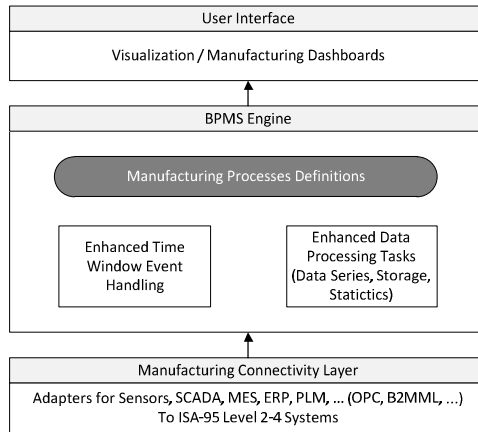 User Interface
Visualization / Manufacturing Dashboards
BPMS Engine
Manufacturing Processes Definitions
Enhanced Time
Window Event
Handling
Enhanced Data
Processing Tasks
(Data Series, Storage,
Statictics)
Manufacturing Connectivity Layer
Adapters for Sensors, SCADA, MES, ERP, PLM, ... (OPC, B2MML, ...)
To ISA-95 Level 2-4 Systems